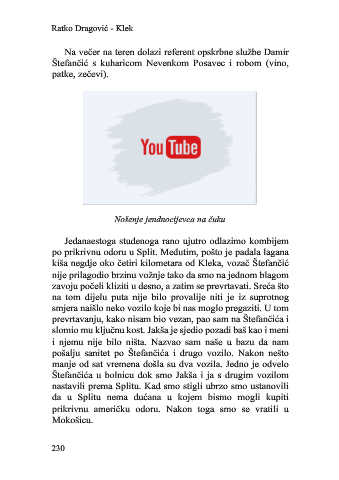 Ratko Dragović - Klek
Na večer na teren dolazi referent opskrbne službe Damir
Štefančić s kuharicom Nevenkom Posavec i robom (vino,
patke, zečevi).
YouTube
Nošenje jendnocijevca na čuku
Jedanaestoga studenoga rano ujutro odlazimo kombijem
po prikrivnu odoru u Split. Međutim, pošto je padala lagana
kiša negdje oko četiri kilometara od Kleka, vozač Štefančić
nije prilagodio brzinu vožnje tako da smo na jednom blagom
zavoju počeli kliziti u desno, a zatim se prevrtavati. Sreća što
na tom dijelu puta nije bilo provalije niti je iz suprotnog
smjera naišlo neko vozilo koje bi nas moglo pregaziti. U tom
prevrtavanju, kako nisam bio vezan, pao sam na Štefančića i
slomio mu ključnu kost. Jakša je sjedio pozadi baš kao i meni
i njemu nije bilo ništa. Nazvao sam naše u bazu da nam
pošalju sanitet po Štefančića i drugo vozilo. Nakon nešto
manje od sat vremena došla su dva vozila. Jedno je odvelo
Štefančića u bolnicu dok smo Jakša i ja s drugim vozilom
nastavili prema Splitu. Kad smo stigli ubrzo smo ustanovili
da u Splitu nema dućana u kojem bismo mogli kupiti
prikrivnu američku odoru. Nakon toga smo se vratili u
Mokošicu.
230